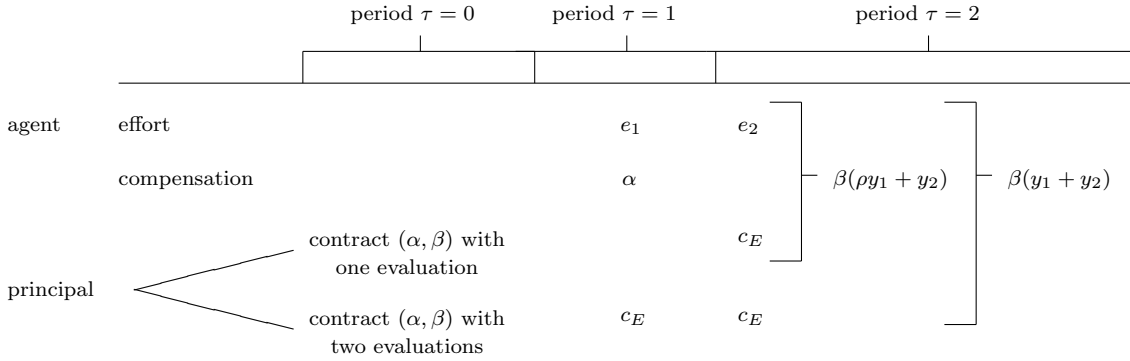 period τ = 0 period τ = 1 period τ = 2
agent effort e₁ e₂
compensation α β(ρy₁ + y₂) β(y₁ + y₂)
contract (α, β) with c_E
one evaluation
principal
contract (α, β) with c_E c_E
two evaluations